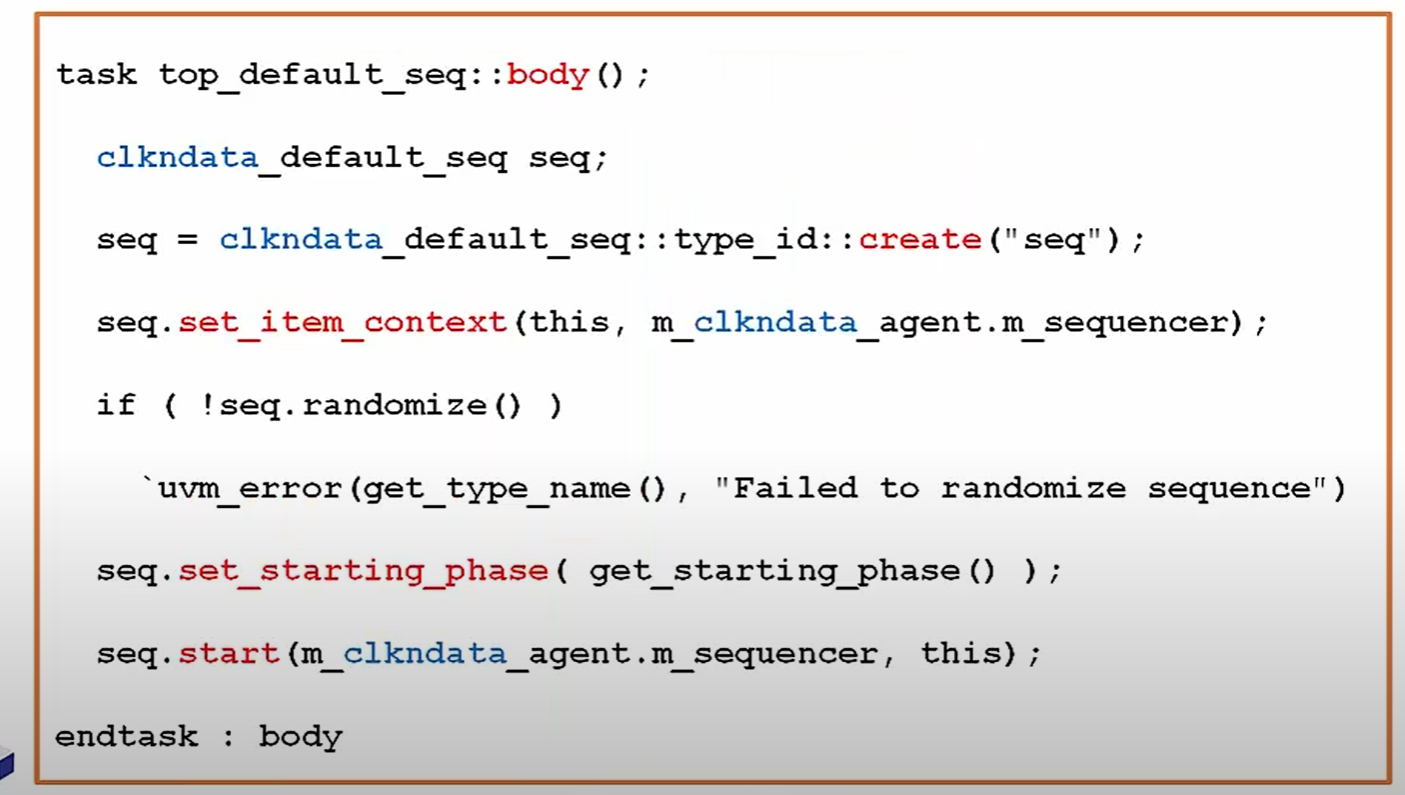 task top_default_seq::body();
clkndata_default_seq seq;
seq = clkndata_default_seq::type_id::create("seq");
seq.set_item_context(this, m_clkndata_agent.m_sequencer);
if ( !seq.randomize() )
`uvm_error(get_type_name(), "Failed to randomize sequence")
seq.set_starting_phase( get_starting_phase() );
seq.start(m_clkndata_agent.m_sequencer, this);
endtask : body